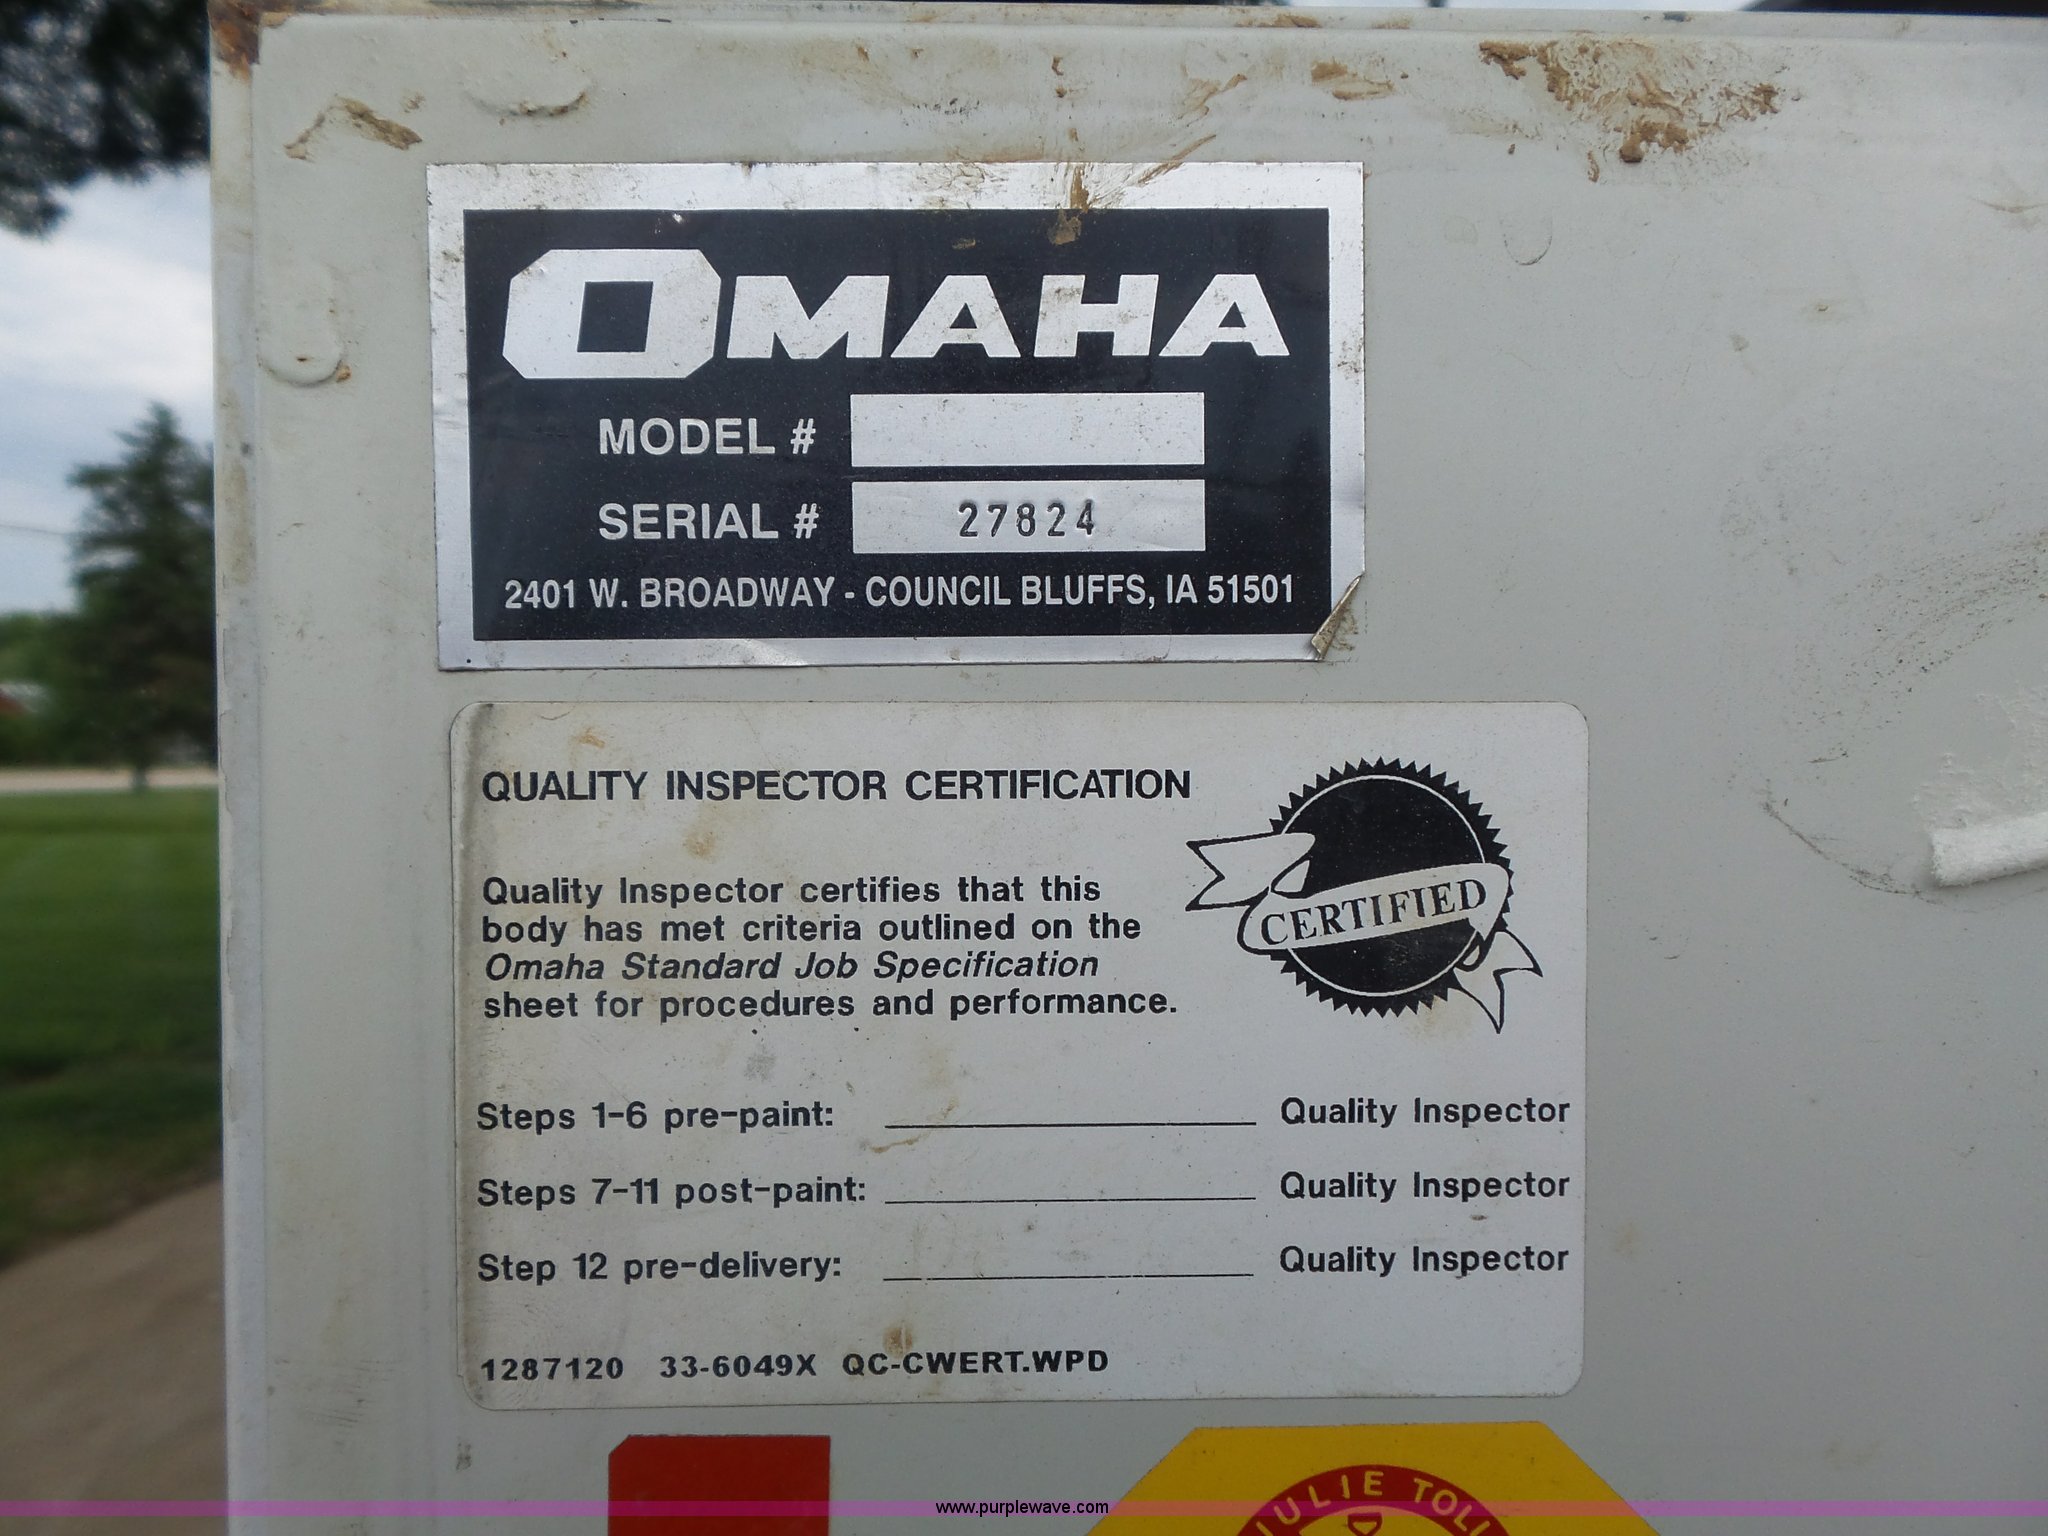 OMAHA
MODEL #
SERIAL # 27824
2401 W. BROADWAY - COUNCIL BLUFFS, IA 51501
QUALITY INSPECTOR CERTIFICATION
Quality Inspector certifies that this
body has met criteria outlined on the
Omaha Standard Job Specification
sheet for procedures and performance.
CERTIFIED
Steps 1-6 pre-paint: Quality Inspector
Steps 7-11 post-paint: Quality Inspector
Step 12 pre-delivery: Quality Inspector
1287120 33-6049X QC-CWERT.WPD
JULIE TOLL
www.purplewave.com